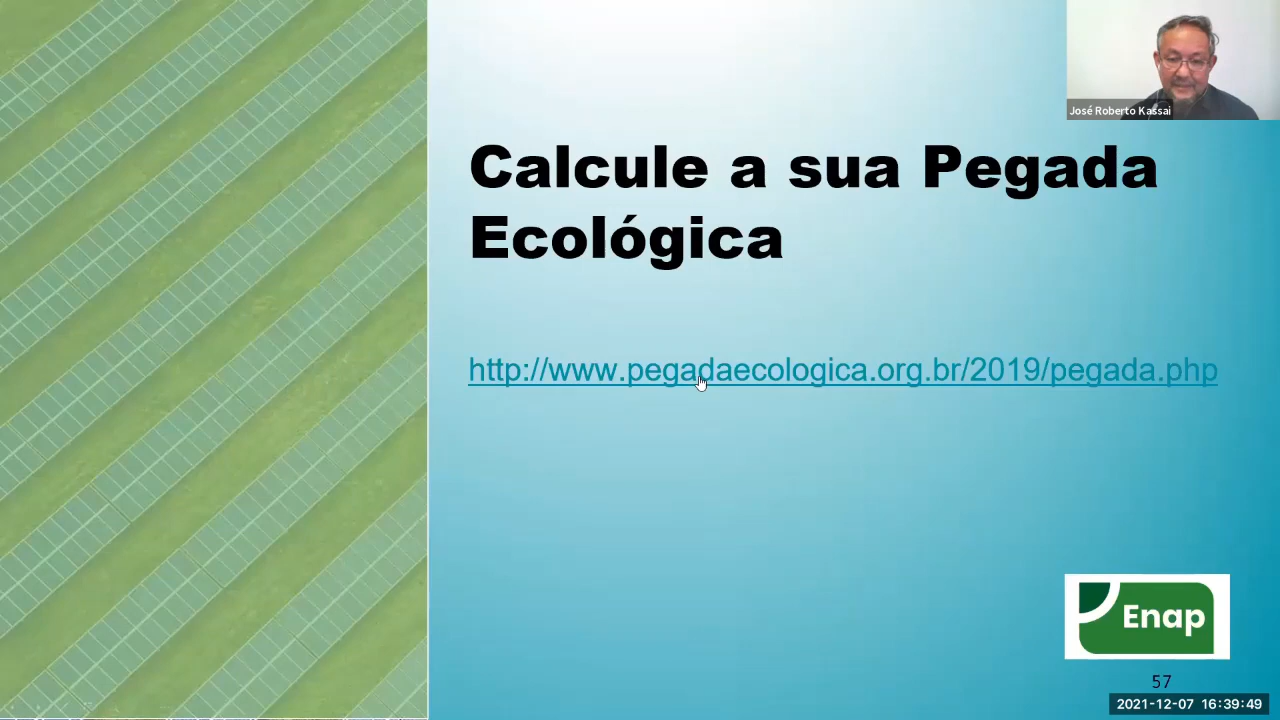 José Roberto Kassai
Calcule a sua Pegada
Ecológica
http://www.pegadaecologica.org.br/2019/pegada.php
Enap
57
2021-12-07 16:39:49